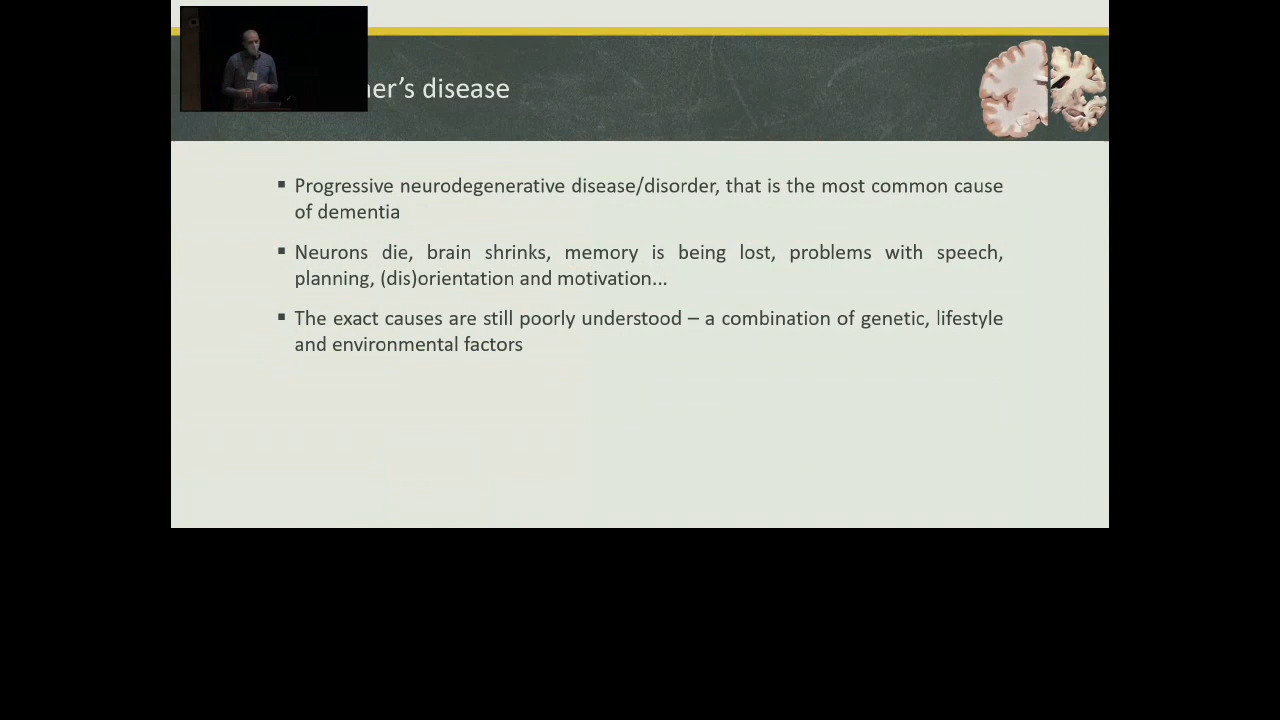 er's disease
▪ Progressive neurodegenerative disease/disorder, that is the most common cause
of dementia
▪ Neurons die, brain shrinks, memory is being lost, problems with speech,
planning, (dis)orientation and motivation...
▪ The exact causes are still poorly understood – a combination of genetic, lifestyle
and environmental factors